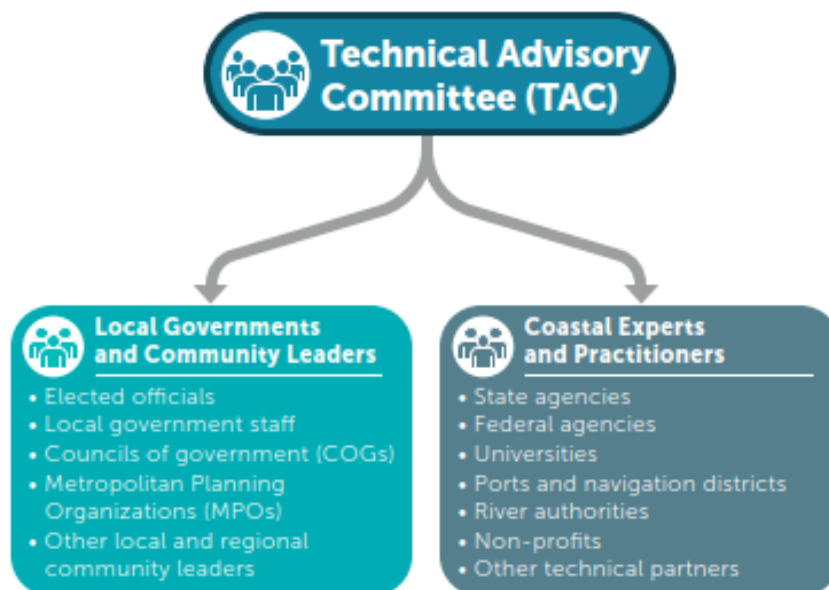 Technical Advisory
Committee (TAC)
Local Governments
and Community Leaders
• Elected officials
• Local government staff
• Councils of government (COGs)
• Metropolitan Planning
Organizations (MPOs)
• Other local and regional
community leaders
Coastal Experts
and Practitioners
• State agencies
• Federal agencies
• Universities
• Ports and navigation districts
• River authorities
• Non-profits
• Other technical partners